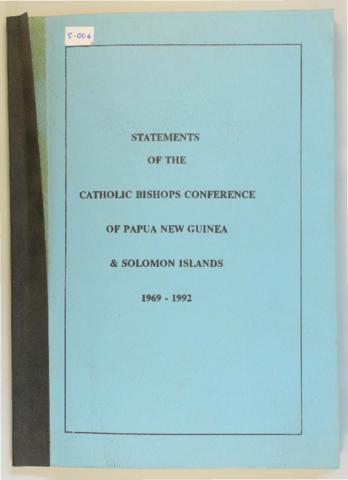 5-004
STATEMENTS
OF THE
CATHOLIC BISHOPS CONFERENCE
OF PAPUA NEW GUINEA
& SOLOMON ISLANDS
1969 - 1992